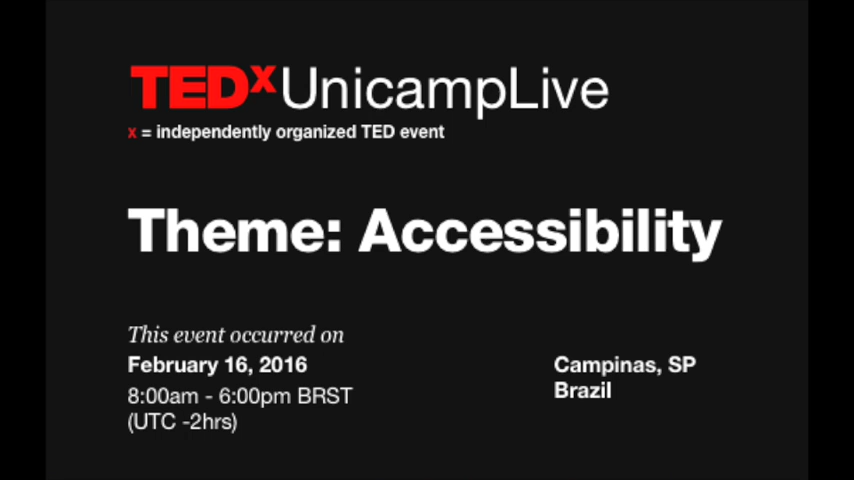 TEDxUnicampLive
x = independently organized TED event
Theme: Accessibility
This event occurred on
February 16, 2016
8:00am - 6:00pm BRST
(UTC -2hrs)
Campinas, SP
Brazil